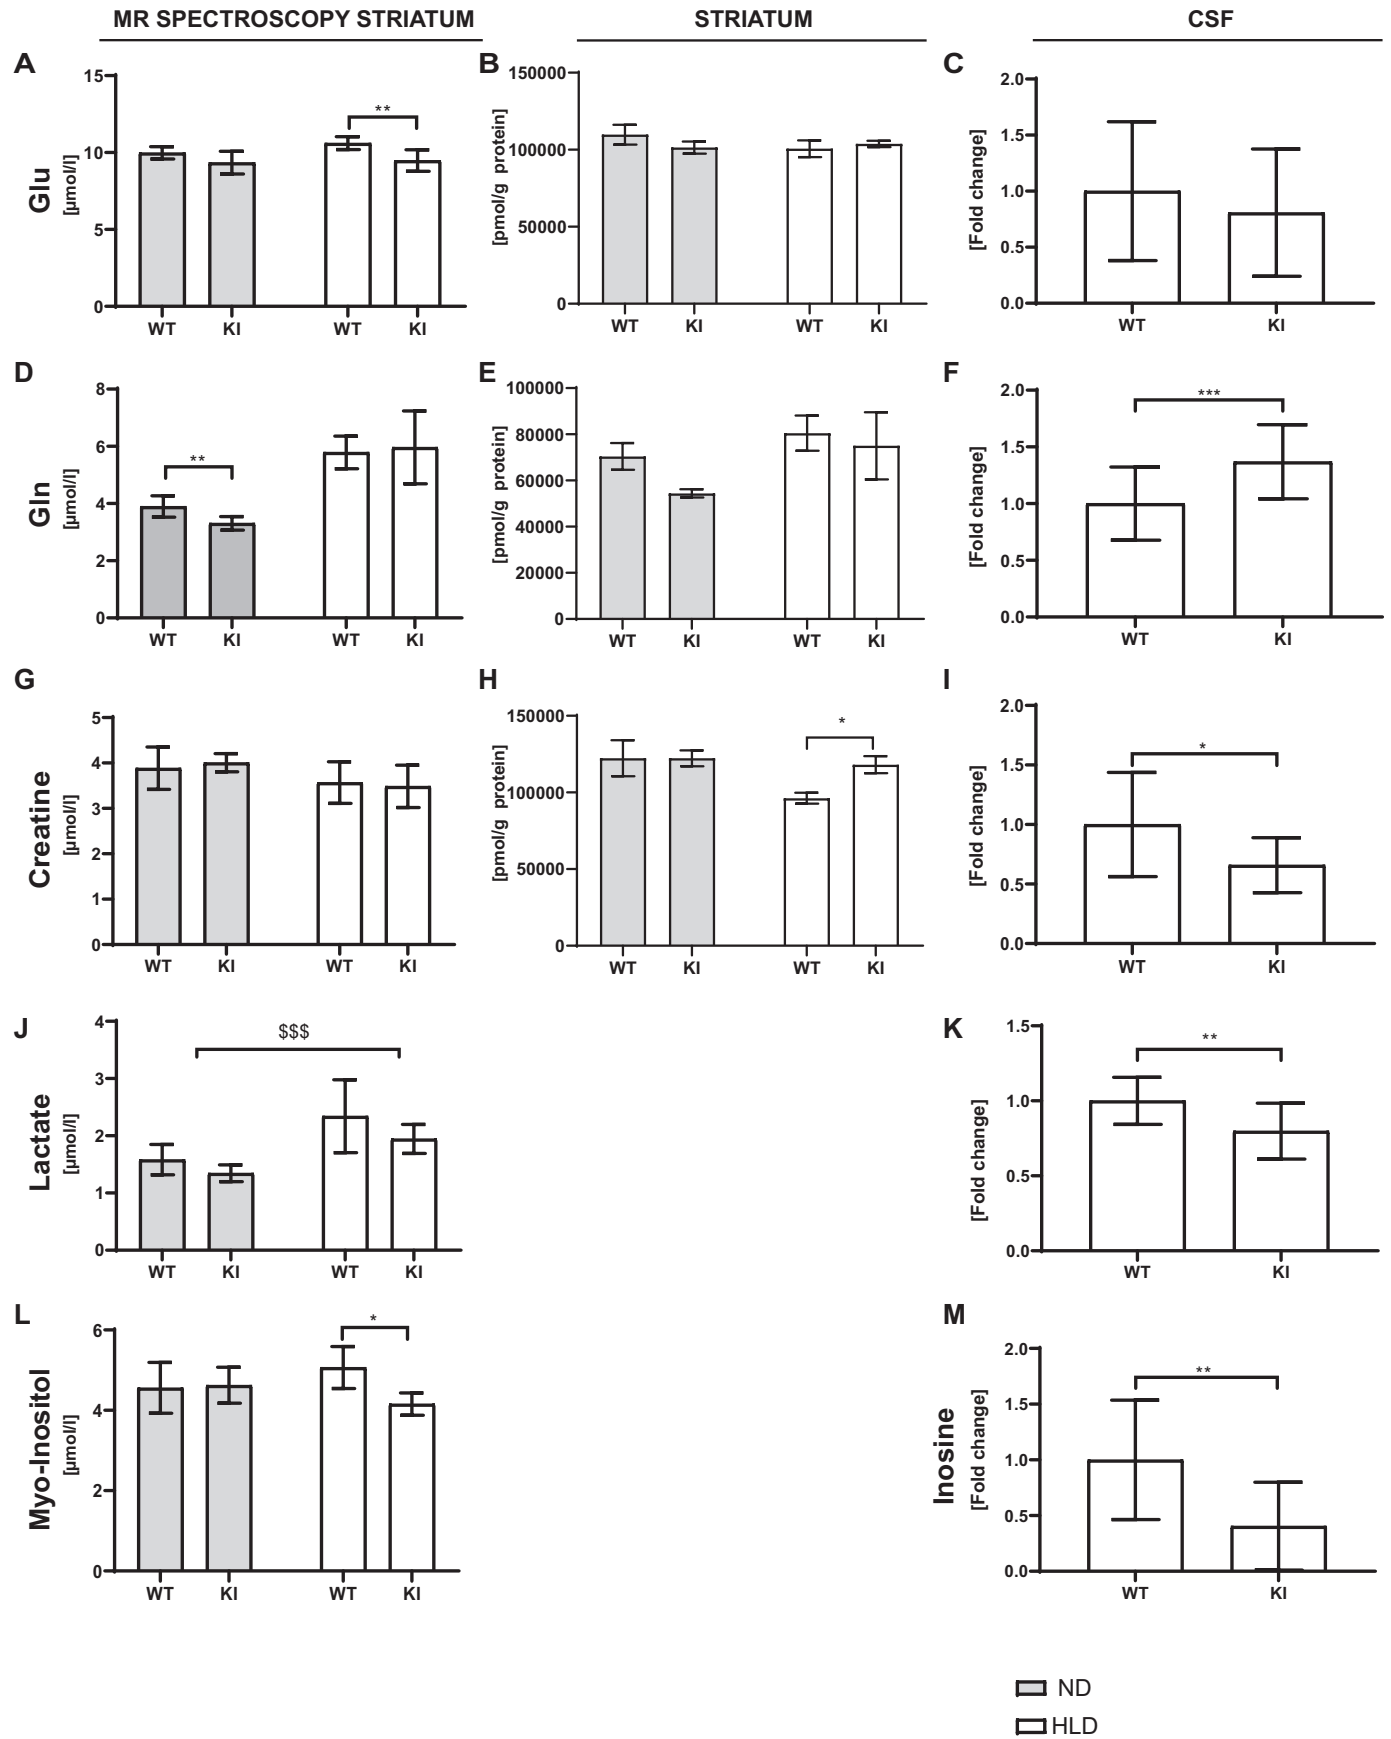 MR SPECTROSCOPY STRIATUM
STRIATUM
CSF
A
Glu
[µmol/l]
15
10
5
0
**
WT KI WT KI
B
[pmol/g protein]
150000
100000
50000
0
WT KI WT KI
C
[Fold change]
2.0
1.5
1.0
0.5
0.0
WT KI
D
Gln
[µmol/l]
8
6
4
2
0
**
WT KI WT KI
E
[pmol/g protein]
100000
80000
60000
40000
20000
0
WT KI WT KI
F
[Fold change]
2.0
1.5
1.0
0.5
0.0
***
WT KI
G
Creatine
[µmol/l]
5
4
3
2
1
0
WT KI WT KI
H
[pmol/g protein]
150000
100000
50000
0
*
WT KI WT KI
I
[Fold change]
2.0
1.5
1.0
0.5
0.0
*
WT KI
J
Lactate
[µmol/l]
4
3
2
1
0
$$$
WT KI WT KI
K
[Fold change]
1.5
1.0
0.5
0.0
**
WT KI
L
Myo-Inositol
[µmol/l]
6
4
2
0
*
WT KI WT KI
M
Inosine
[Fold change]
2.0
1.5
1.0
0.5
0.0
**
WT KI
ND
HLD